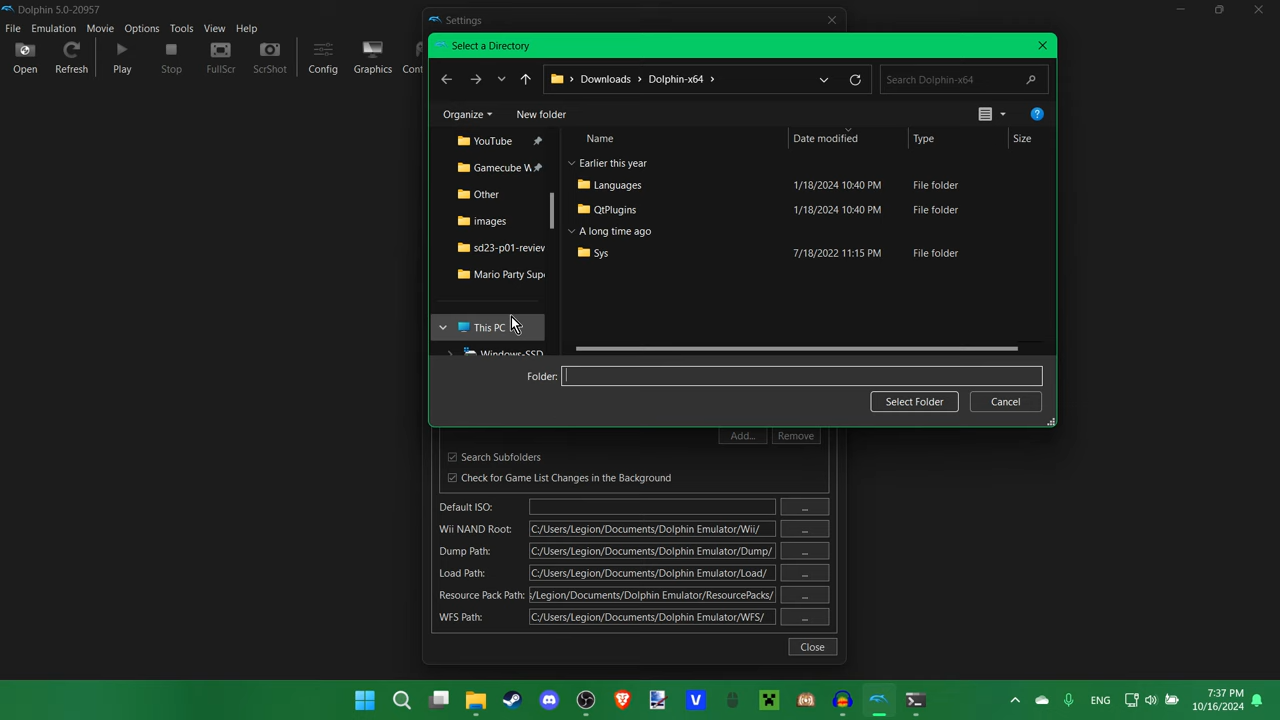 Dolphin 5.0-20957
File Emulation Movie Options Tools View Help
Open Refresh Play Stop FullScr ScrShot Config Graphics
Settings
Select a Directory
Downloads Dolphin-x64
Search Dolphin-x64
Organize New folder
Name Date modified Type Size
YouTube
Gamecube
Other
images
sd23-p01-review
Mario Party Supe
This PC
Windows-SSD
Earlier this year
Languages 1/18/2024 10:40 PM File folder
QtPlugins 1/18/2024 10:40 PM File folder
A long time ago
Sys 7/18/2022 11:15 PM File folder
Folder:
Select Folder Cancel
Add... Remove
Search Subfolders
Check for Game List Changes in the Background
Default ISO: ...
Wii NAND Root: C:/Users/Legion/Documents/Dolphin Emulator/Wii/ ...
Dump Path: C:/Users/Legion/Documents/Dolphin Emulator/Dump/ ...
Load Path: C:/Users/Legion/Documents/Dolphin Emulator/Load/ ...
Resource Pack Path: s/Legion/Documents/Dolphin Emulator/ResourcePacks/ ...
WFS Path: C:/Users/Legion/Documents/Dolphin Emulator/WFS/ ...
Close
ENG
7:37 PM
10/16/2024